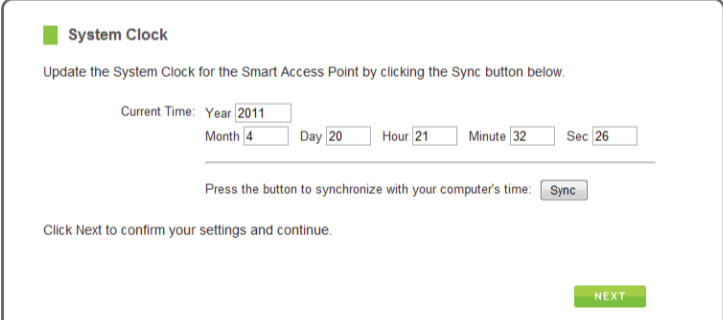 System Clock
Update the System Clock for the Smart Access Point by clicking the Sync button below.
Current Time: Year 2011
Month 4 Day 20 Hour 21 Minute 32 Sec 26
Press the button to synchronize with your computer's time: Sync
Click Next to confirm your settings and continue.
NEXT